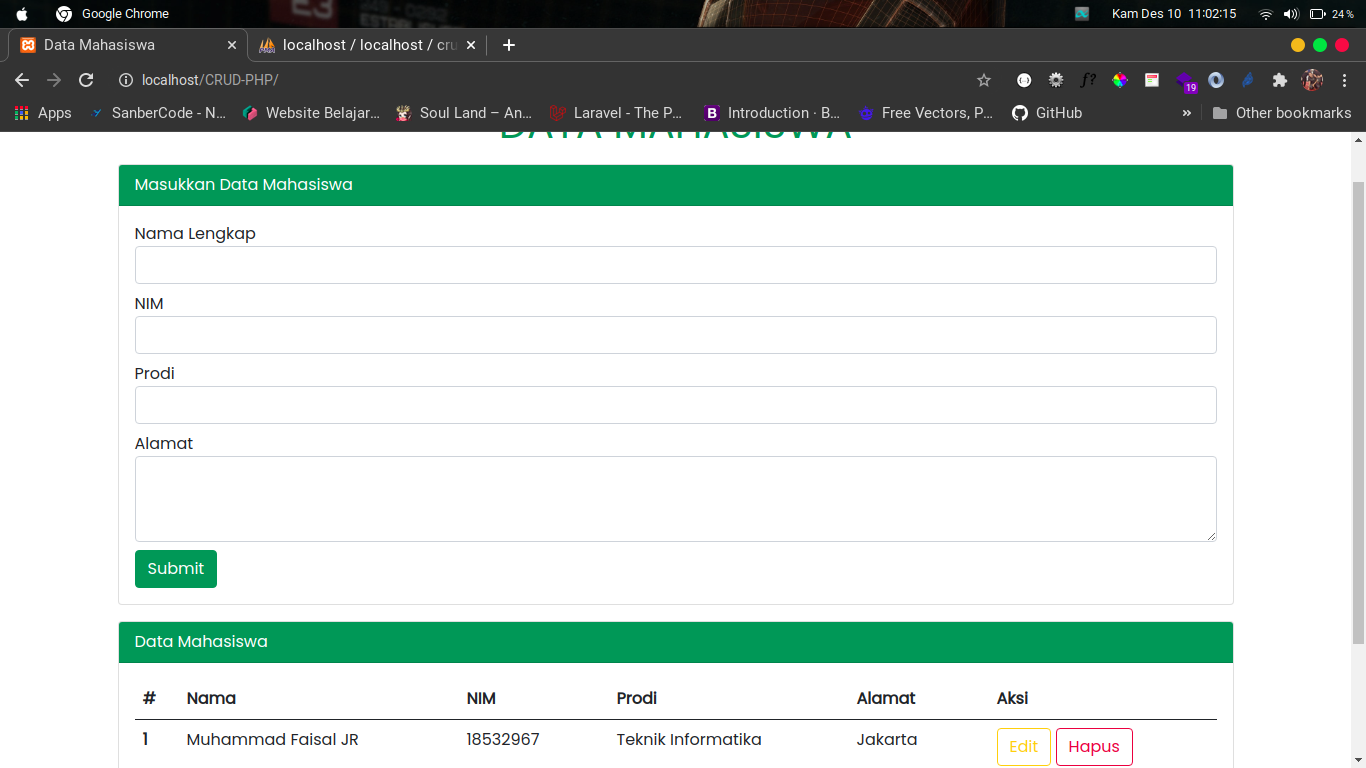 Google Chrome
Kam Des 10 11:02:15
24 %
Data Mahasiswa
localhost / localhost / cru
localhost/CRUD-PHP/
f?
19
Apps
SanberCode - N...
Website Belajar...
Soul Land – An...
Laravel - The P...
Introduction · B...
Free Vectors, P...
GitHub
»
Other bookmarks
DATA MAHASISWA
Masukkan Data Mahasiswa
Nama Lengkap
NIM
Prodi
Alamat
Submit
Data Mahasiswa
# Nama NIM Prodi Alamat Aksi
1 Muhammad Faisal JR 18532967 Teknik Informatika Jakarta Edit Hapus